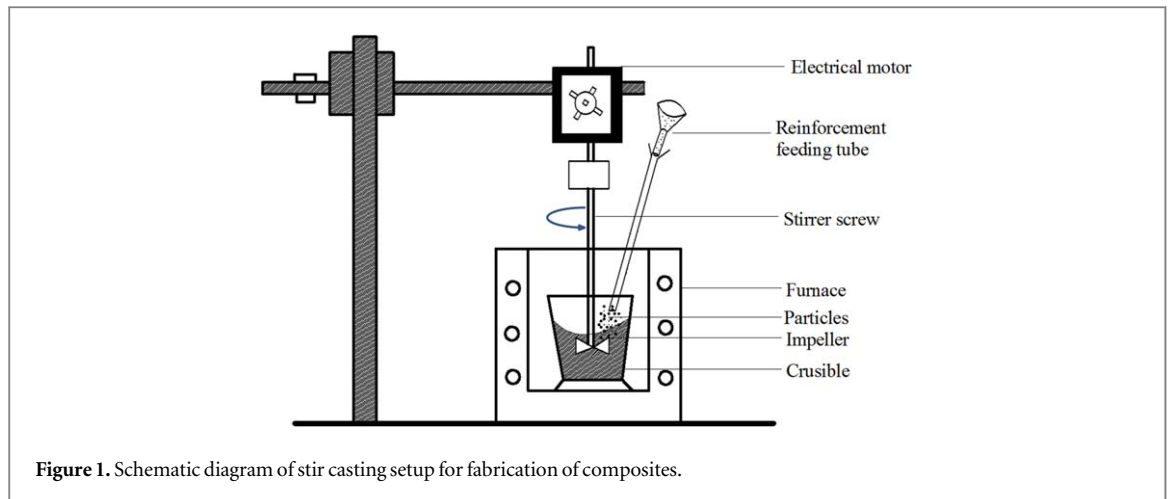 Electrical motor
Reinforcement
feeding tube
Stirrer screw
Furnace
Particles
Impeller
Crusible
Figure 1. Schematic diagram of stir casting setup for fabrication of composites.